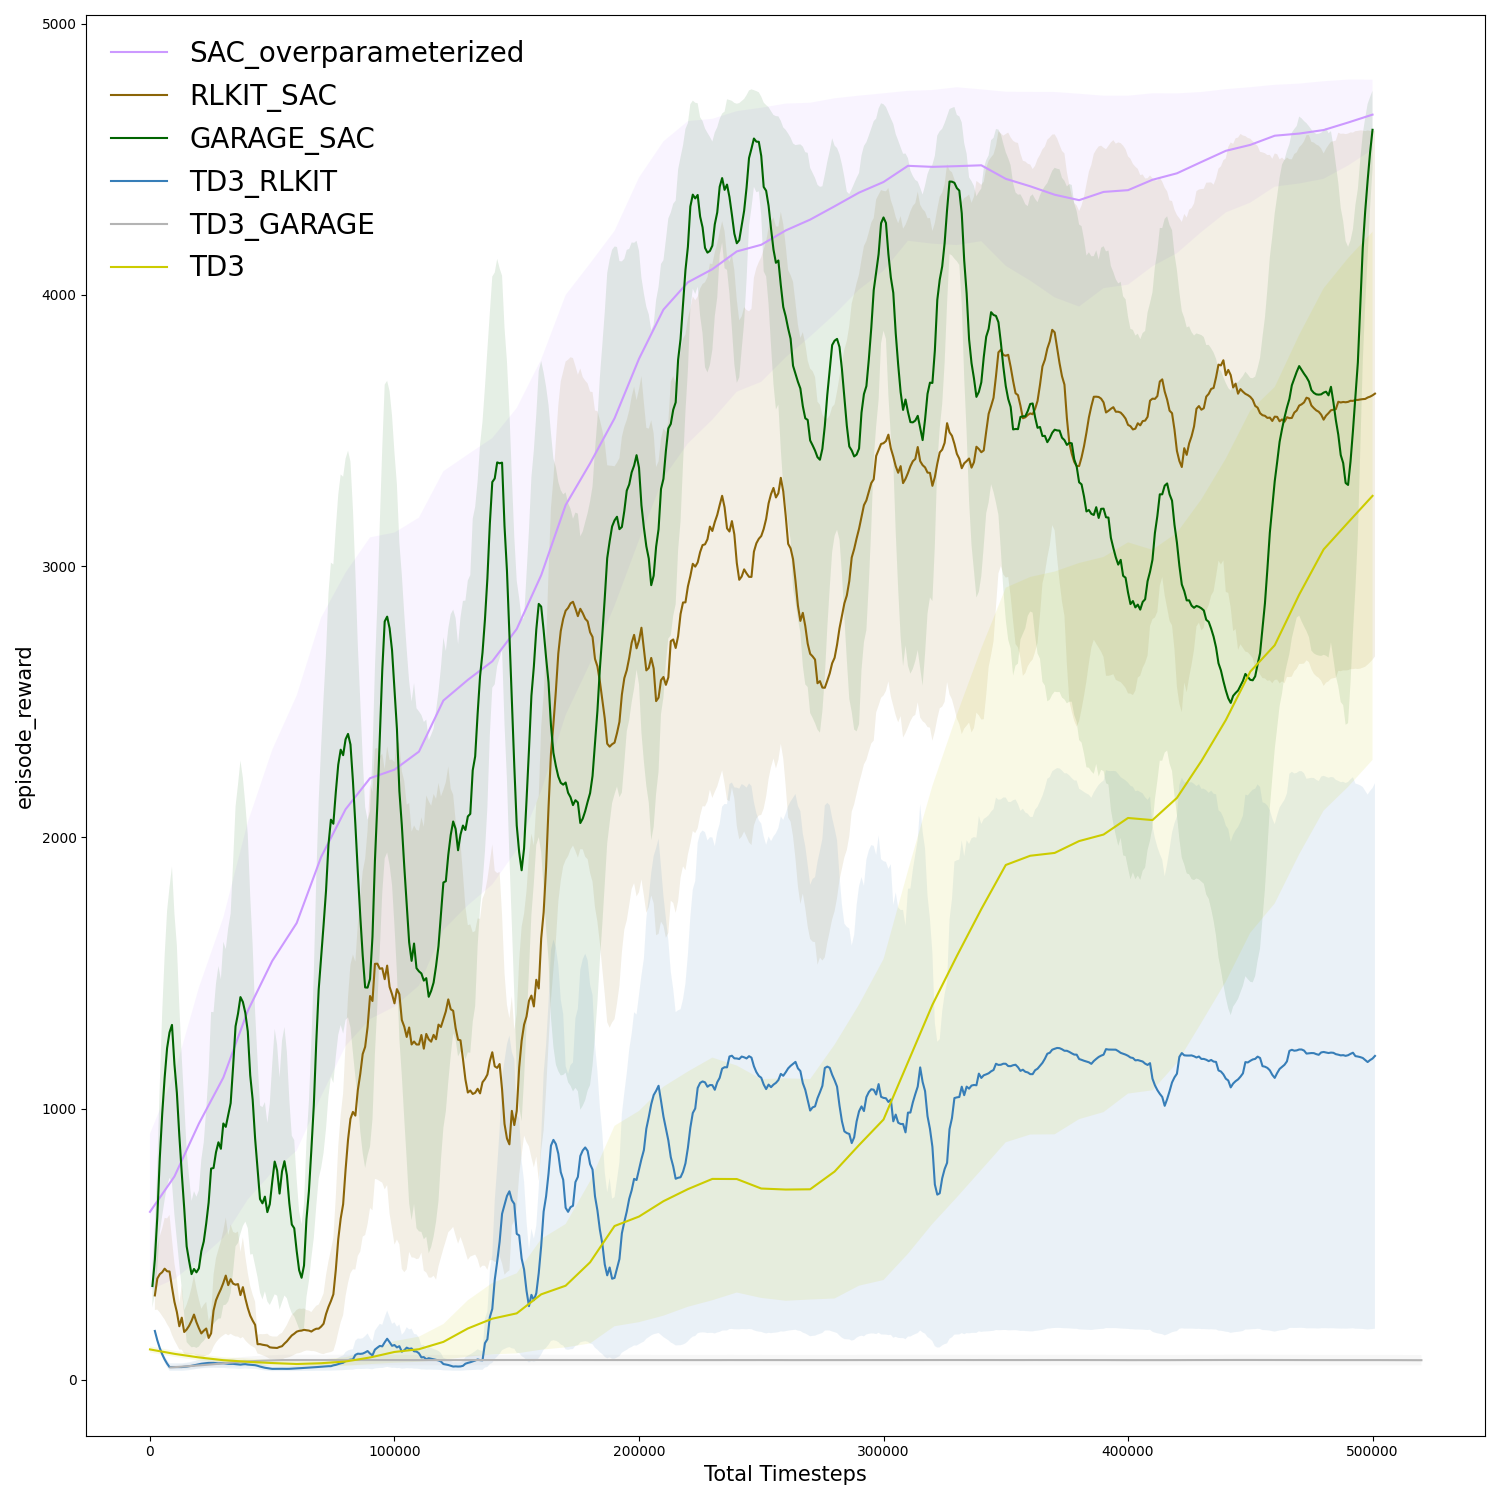 5000
SAC_overparameterized
RLKIT_SAC
GARAGE_SAC
TD3_RLKIT
TD3_GARAGE
TD3
4000
3000
2000
1000
0
episode_reward
0 100000 200000 300000 400000 500000
Total Timesteps